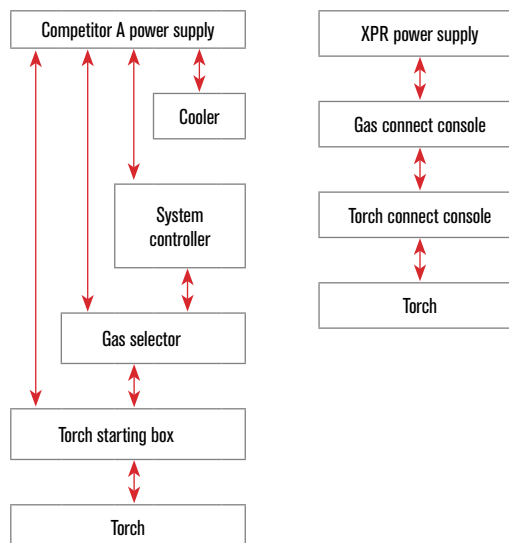 Competitor A power supply
Cooler
System
controller
Gas selector
Torch starting box
Torch
XPR power supply
Gas connect console
Torch connect console
Torch